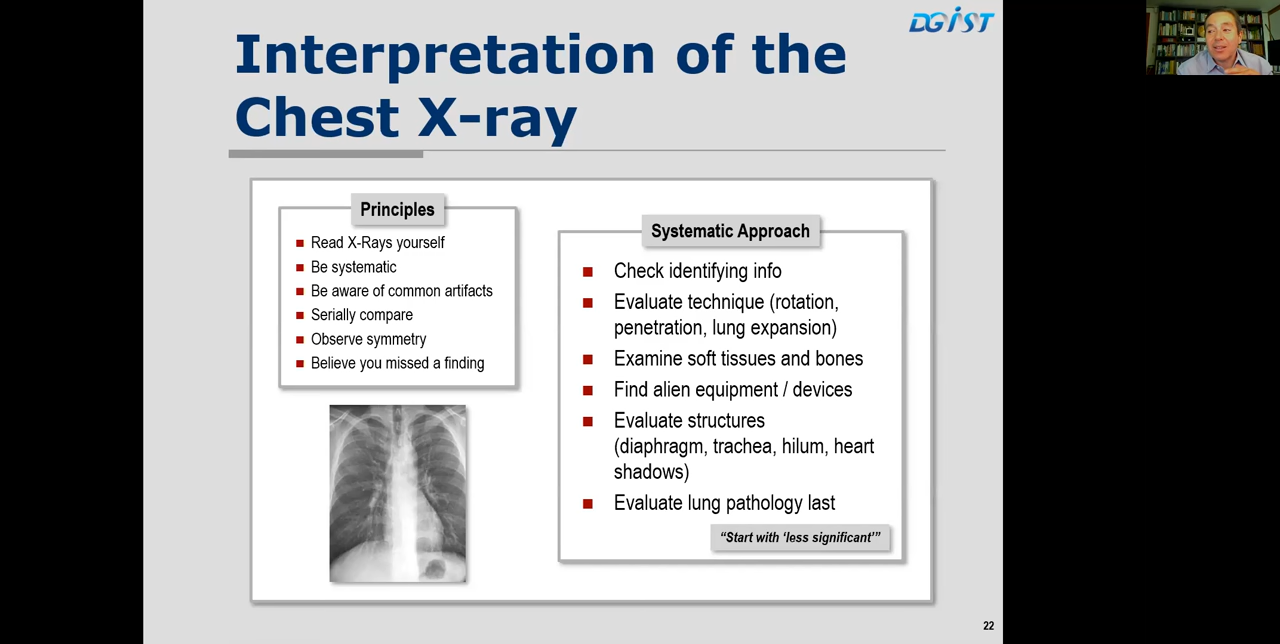 DGIST
Interpretation of the
Chest X-ray
Principles
Read X-Rays yourself
Be systematic
Be aware of common artifacts
Serially compare
Observe symmetry
Believe you missed a finding
Systematic Approach
Check identifying info
Evaluate technique (rotation,
penetration, lung expansion)
Examine soft tissues and bones
Find alien equipment / devices
Evaluate structures
(diaphragm, trachea, hilum, heart
shadows)
Evaluate lung pathology last
“Start with ‘less significant’”
22